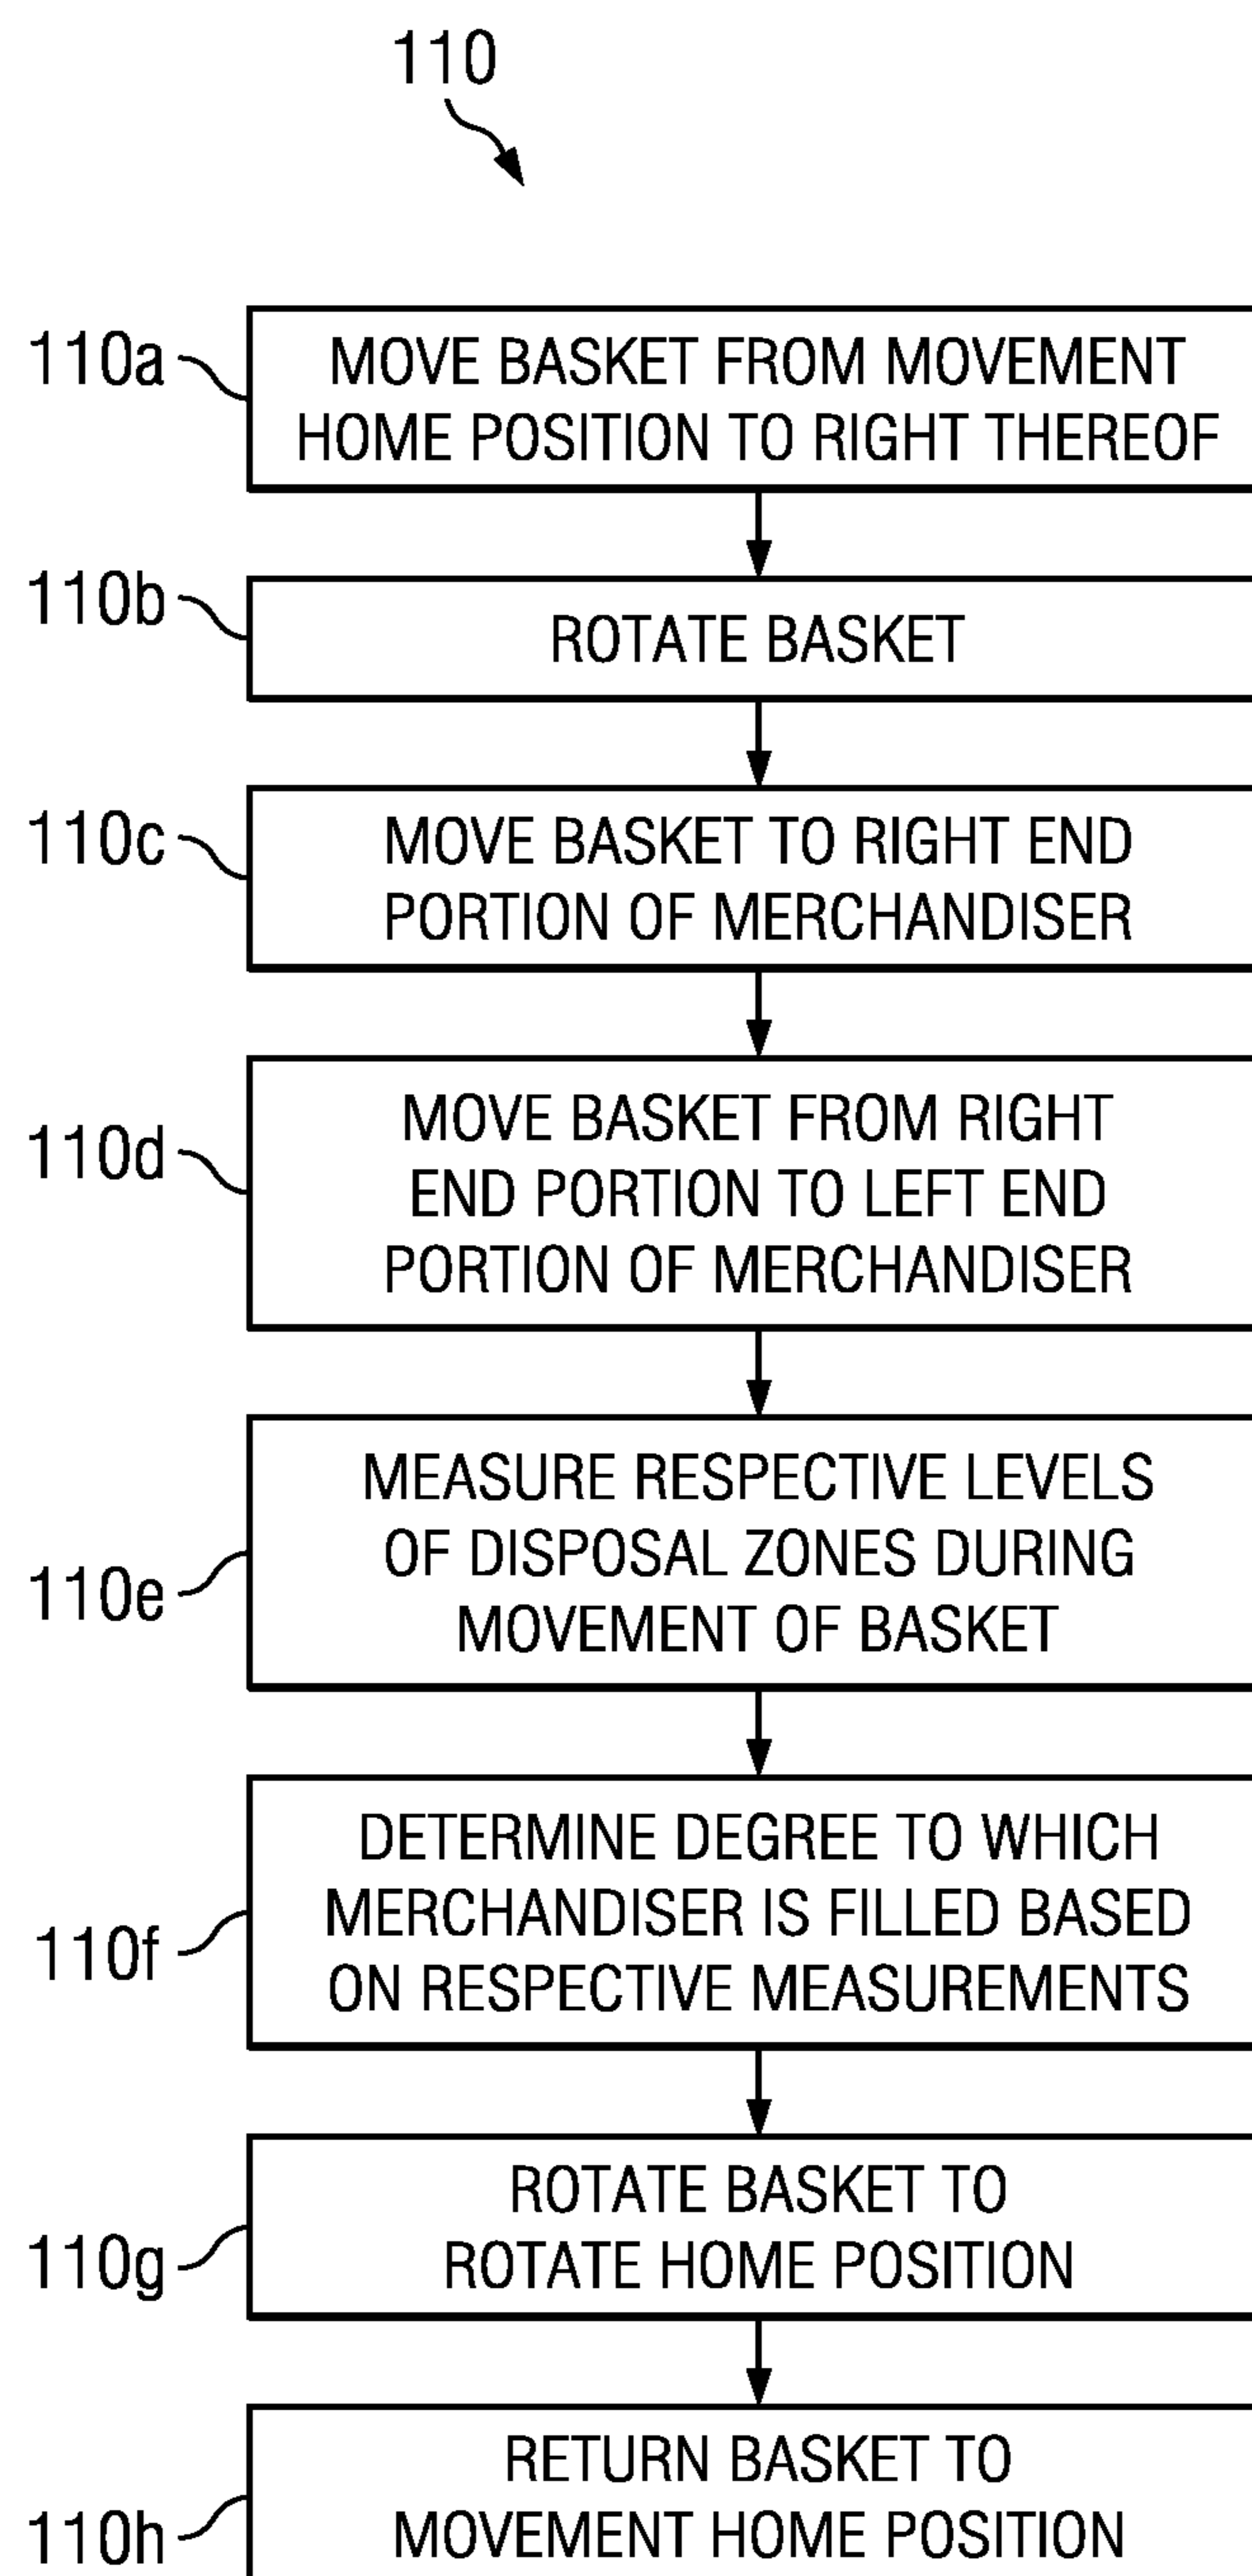 110
110a
MOVE BASKET FROM MOVEMENT
HOME POSITION TO RIGHT THEREOF
110b
ROTATE BASKET
110c
MOVE BASKET TO RIGHT END
PORTION OF MERCHANDISER
110d
MOVE BASKET FROM RIGHT
END PORTION TO LEFT END
PORTION OF MERCHANDISER
110e
MEASURE RESPECTIVE LEVELS
OF DISPOSAL ZONES DURING
MOVEMENT OF BASKET
110f
DETERMINE DEGREE TO WHICH
MERCHANDISER IS FILLED BASED
ON RESPECTIVE MEASUREMENTS
110g
ROTATE BASKET TO
ROTATE HOME POSITION
110h
RETURN BASKET TO
MOVEMENT HOME POSITION